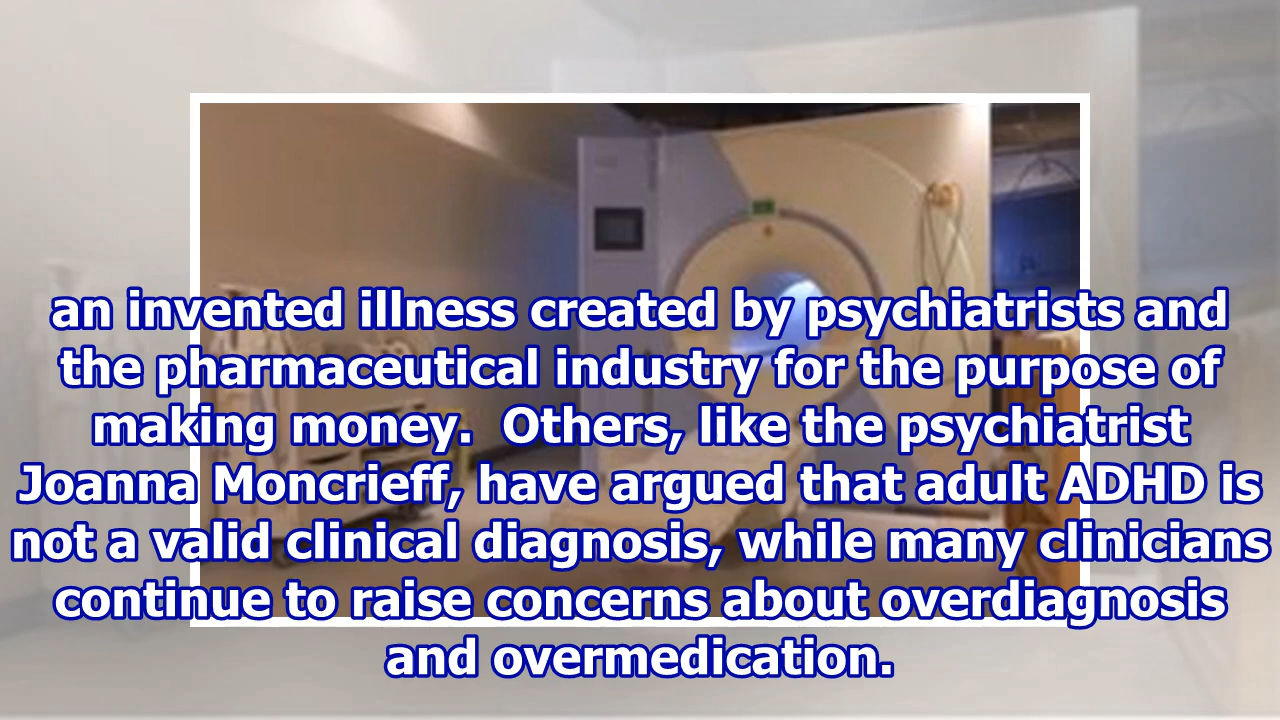 an invented illness created by psychiatrists and
the pharmaceutical industry for the purpose of
making money.  Others, like the psychiatrist
Joanna Moncrieff, have argued that adult ADHD is
not a valid clinical diagnosis, while many clinicians
continue to raise concerns about overdiagnosis
and overmedication.